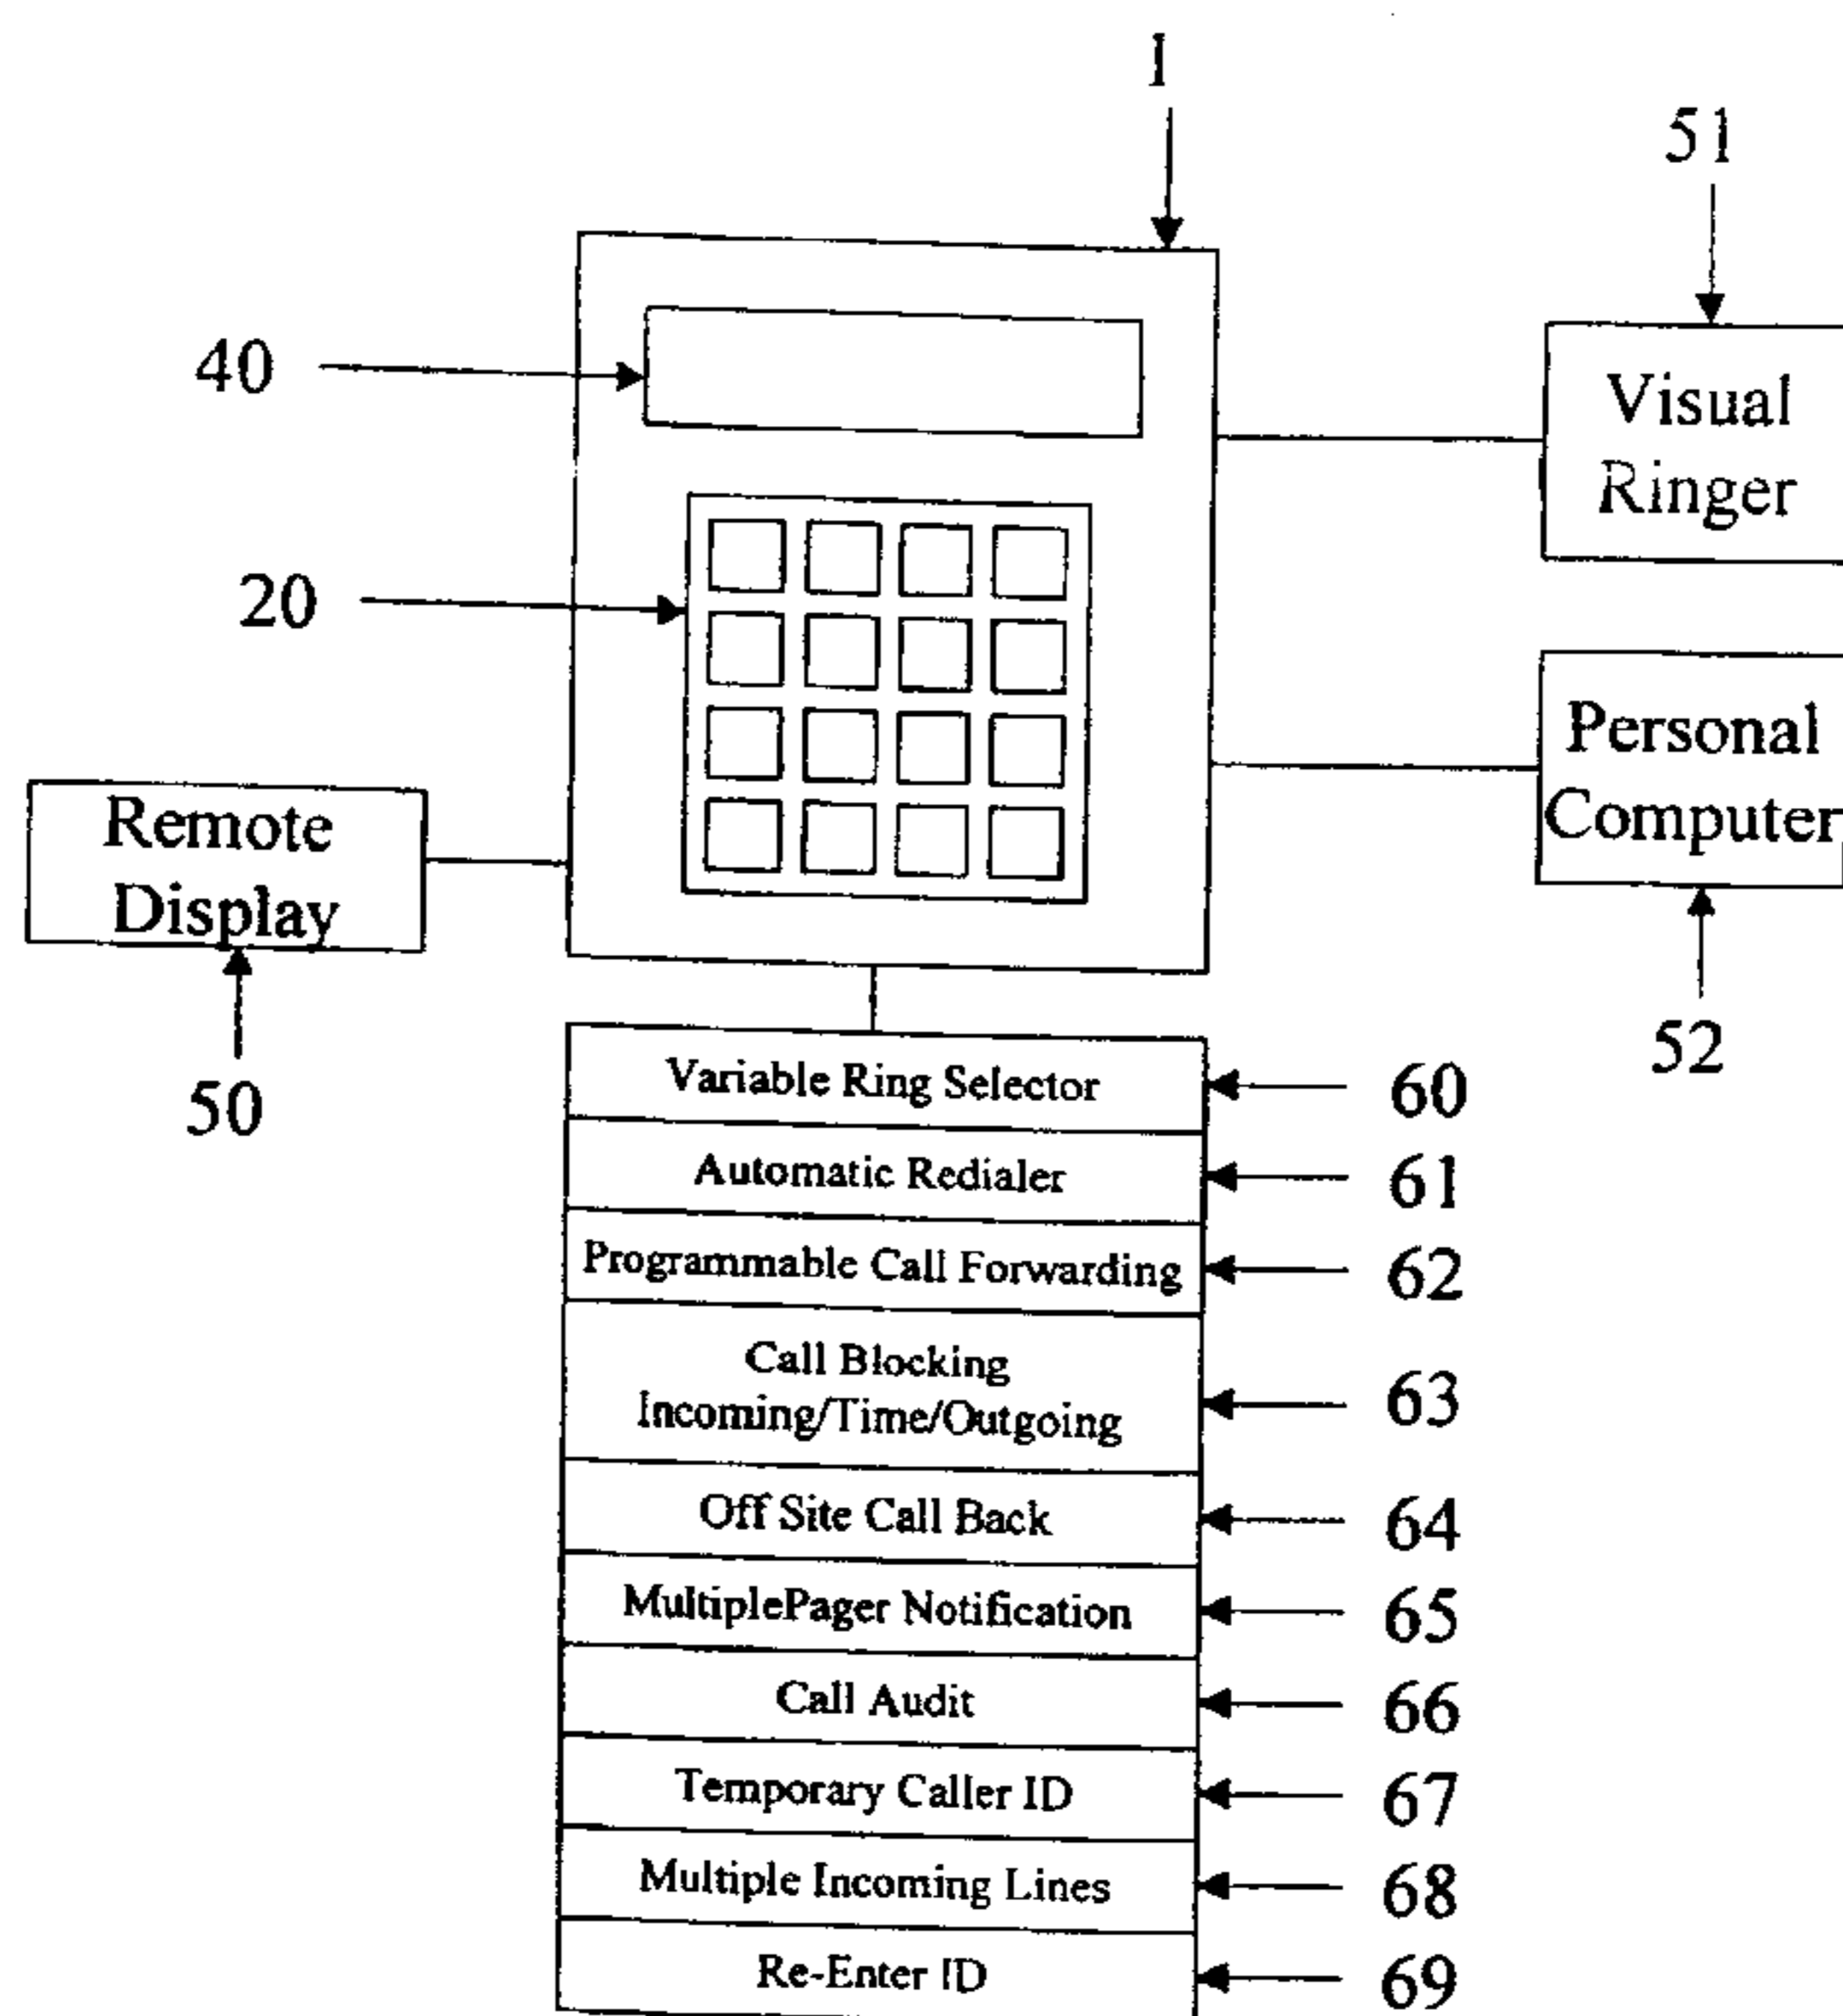 1
51
40
Visual
Ringer
20
Personal
Computer
Remote
Display
50
52
Variable Ring Selector
60
Automatic Redialer
61
Programmable Call Forwarding
62
Call Blocking
Incoming/Time/Outgoing
63
Off Site Call Back
64
MultiplePager Notification
65
Call Audit
66
Temporary Caller ID
67
Multiple Incoming Lines
68
Re-Enter ID
69